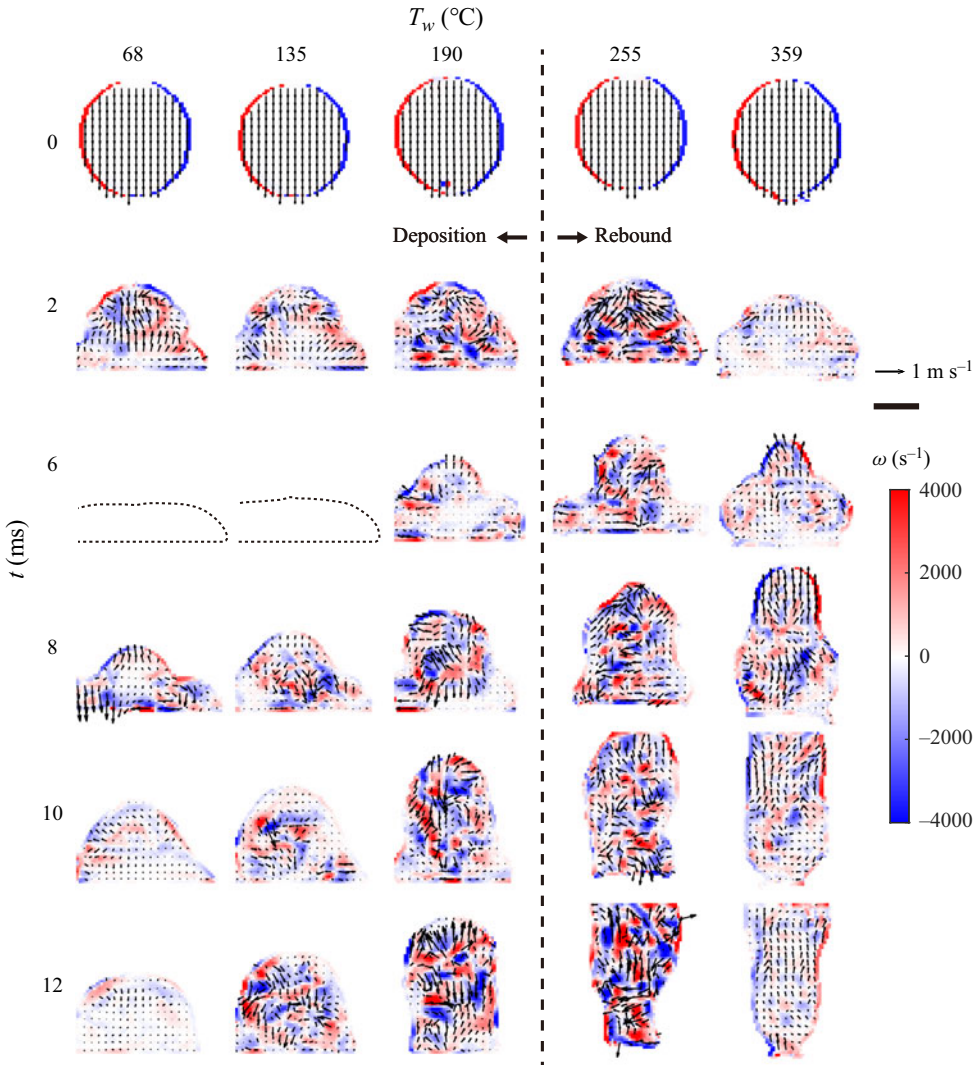 T_w (°C)
68 135 190 255 359
0
Deposition Rebound
2
1 m s⁻¹
6
ω (s⁻¹)
4000
2000
t (ms)
8
0
–2000
10
–4000
12